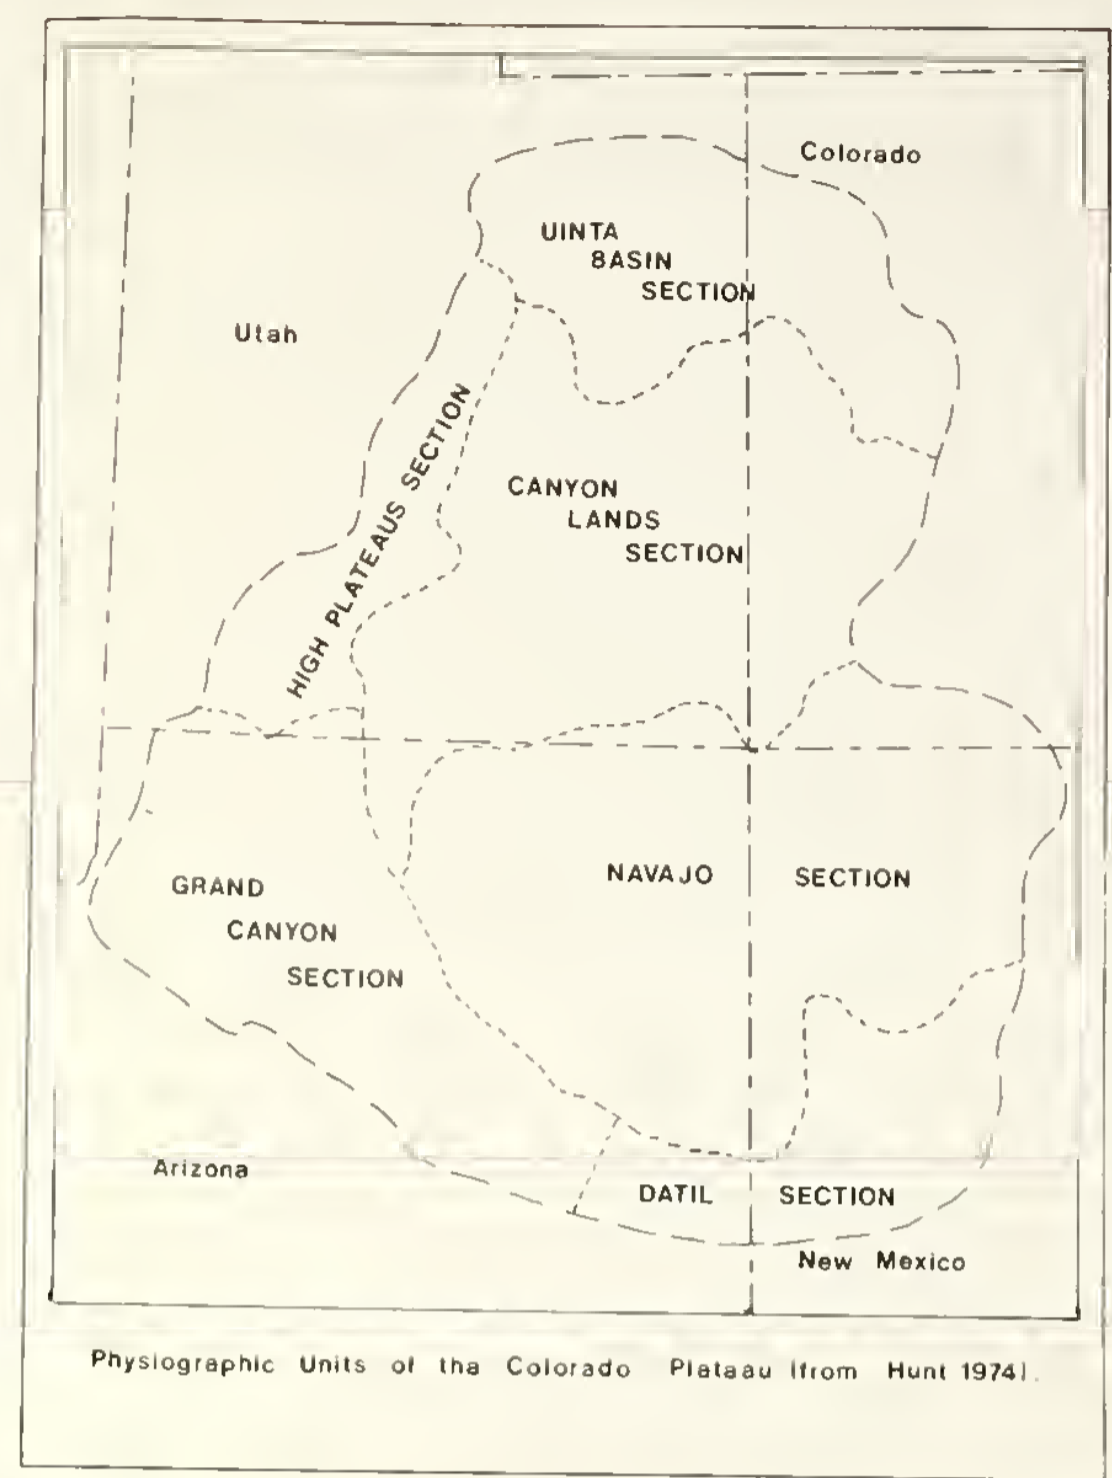 Colorado
UINTA
BASIN
SECTION
Utah
HIGH PLATEAUS SECTION
CANYON
LANDS
SECTION
NAVAJO SECTION
GRAND
CANYON
SECTION
Arizona
DATIL SECTION
New Mexico
Physiographic Units of tha Colorado Plataau (from Hunt 1974).